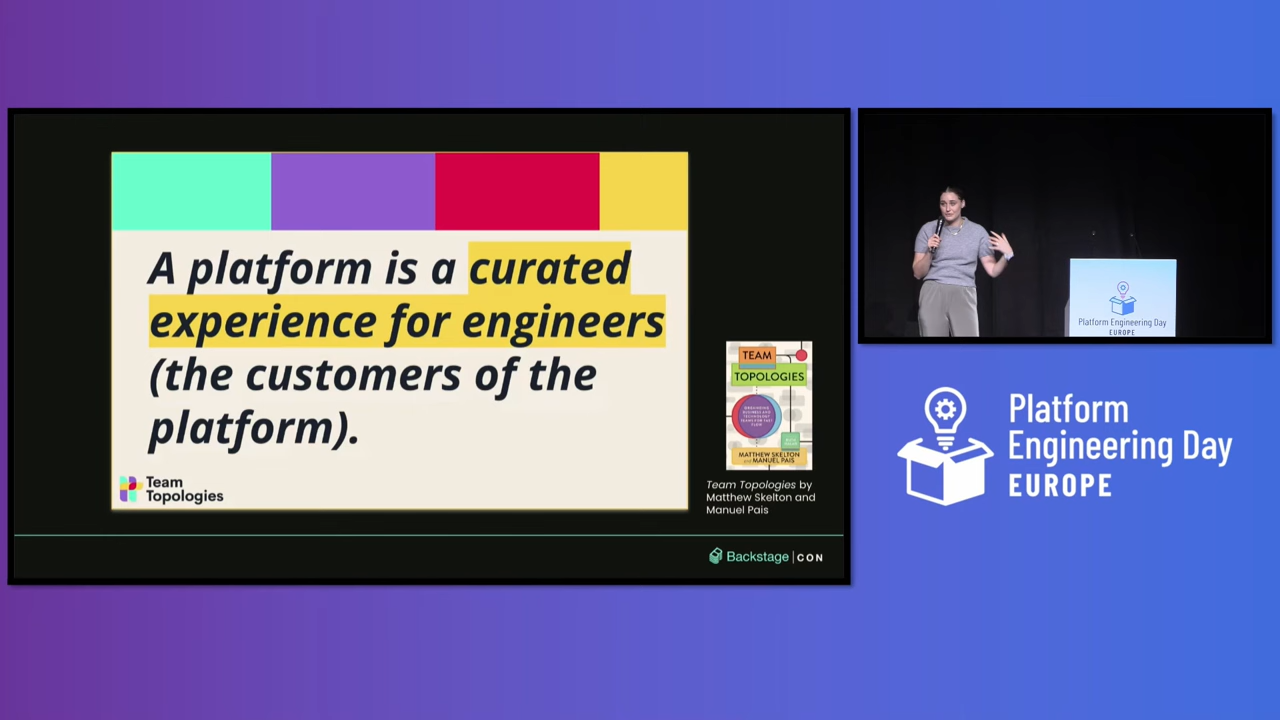 A platform is a curated
experience for engineers
(the customers of the
platform).
Team
Topologies
TEAM
TOPOLOGIES
MATTHEW SKELTON
MANUEL PAIS
Team Topologies by
Matthew Skelton and
Manuel Pais
Backstage | CON
Platform Engineering Day
EUROPE
Platform
Engineering Day
EUROPE